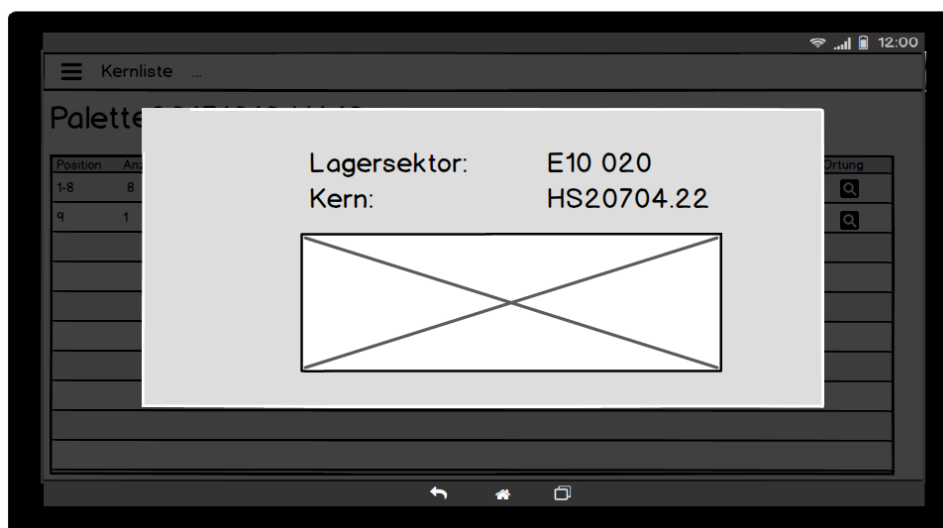 12:00
Kernliste ...
Palette
Position Ortung
1-8 8
9 1
Lagersektor: E10 020
Kern: HS20704.22